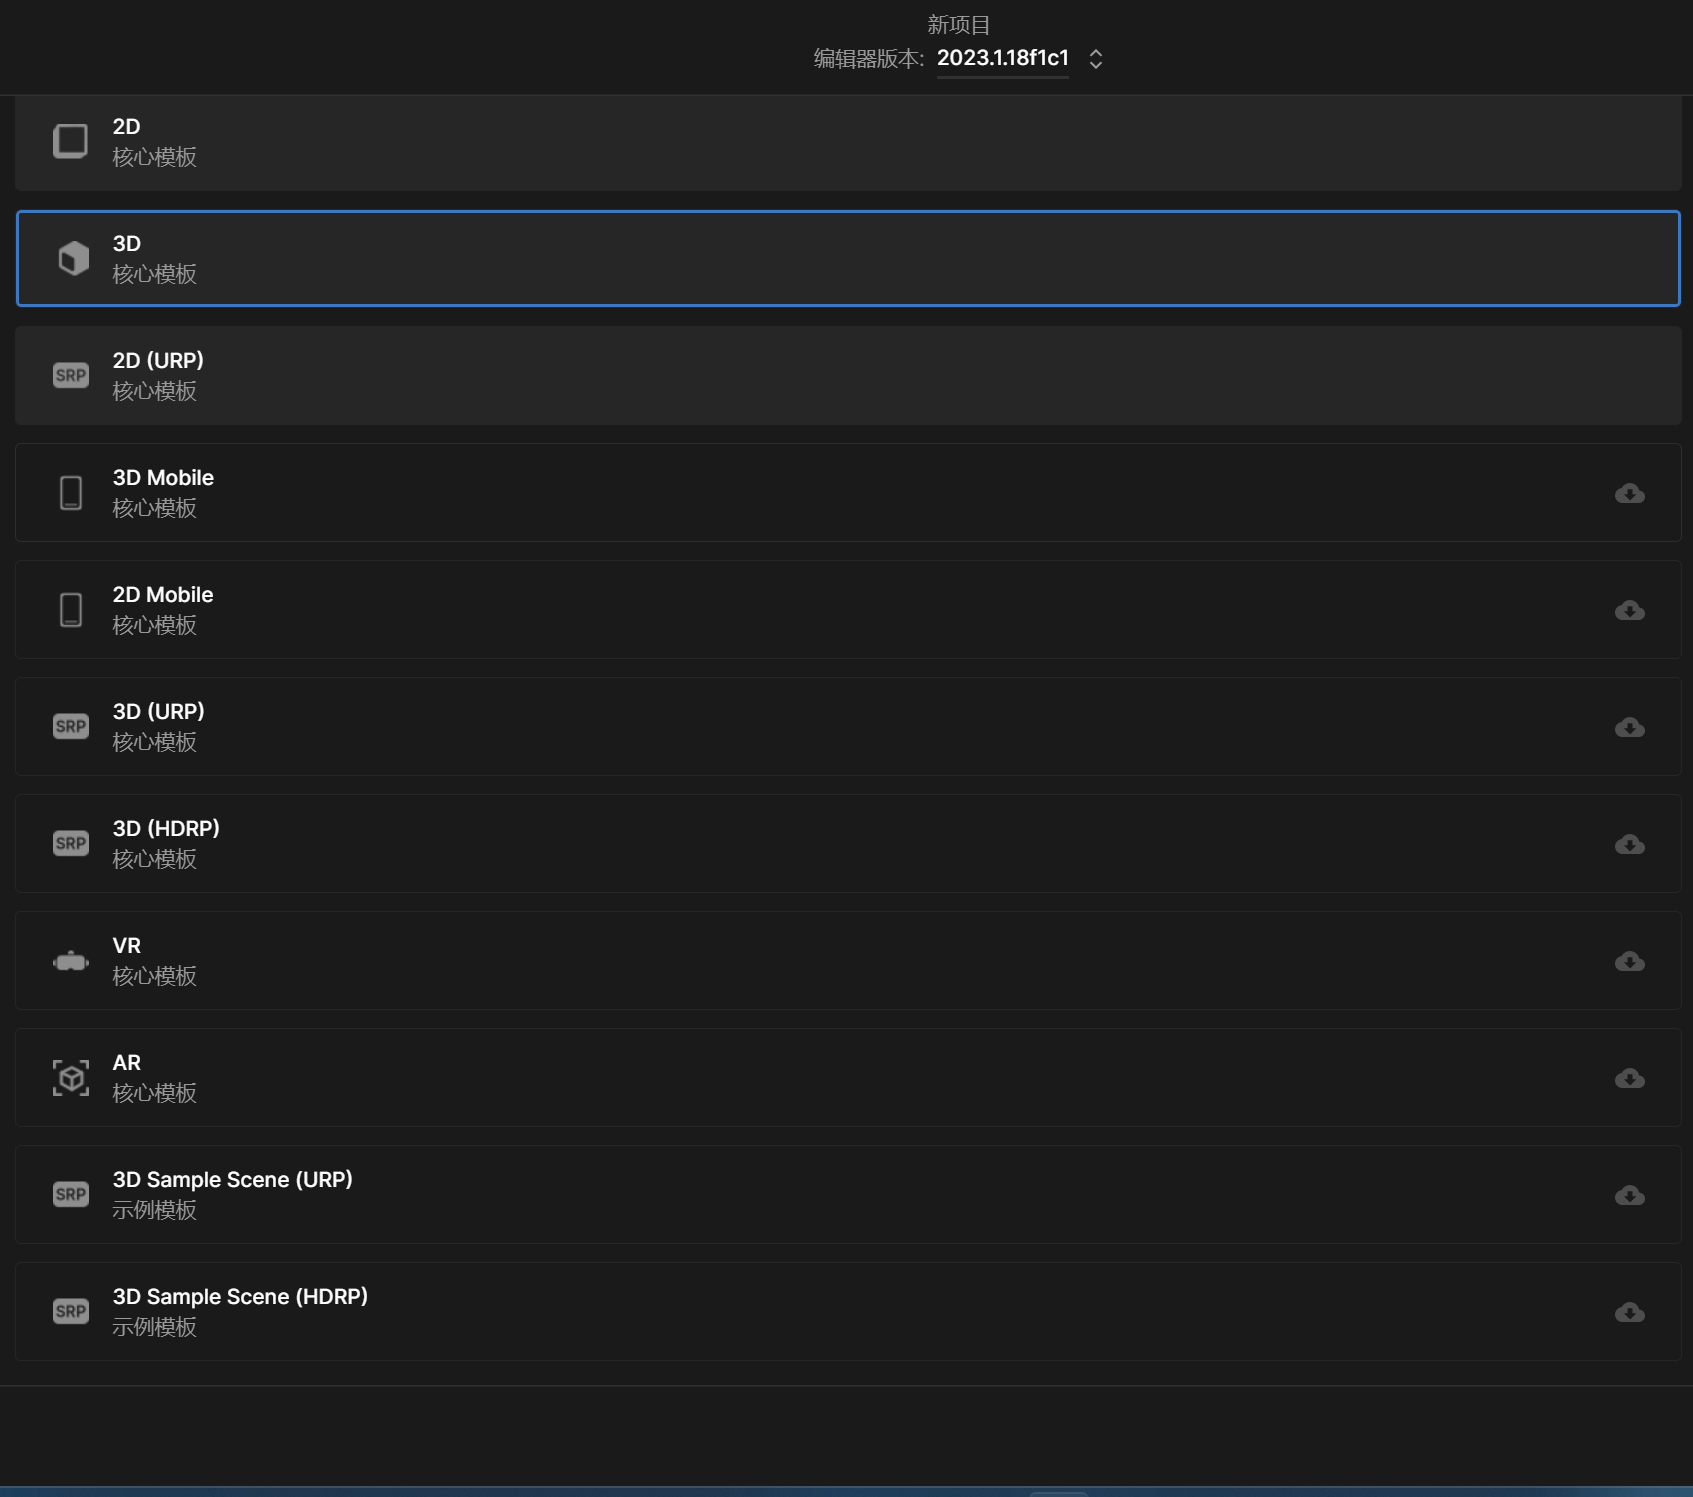 新项目
编辑器版本: 2023.1.18f1c1
2D
核心模板
3D
核心模板
SRP
2D (URP)
核心模板
3D Mobile
核心模板
2D Mobile
核心模板
SRP
3D (URP)
核心模板
SRP
3D (HDRP)
核心模板
VR
核心模板
AR
核心模板
SRP
3D Sample Scene (URP)
示例模板
SRP
3D Sample Scene (HDRP)
示例模板